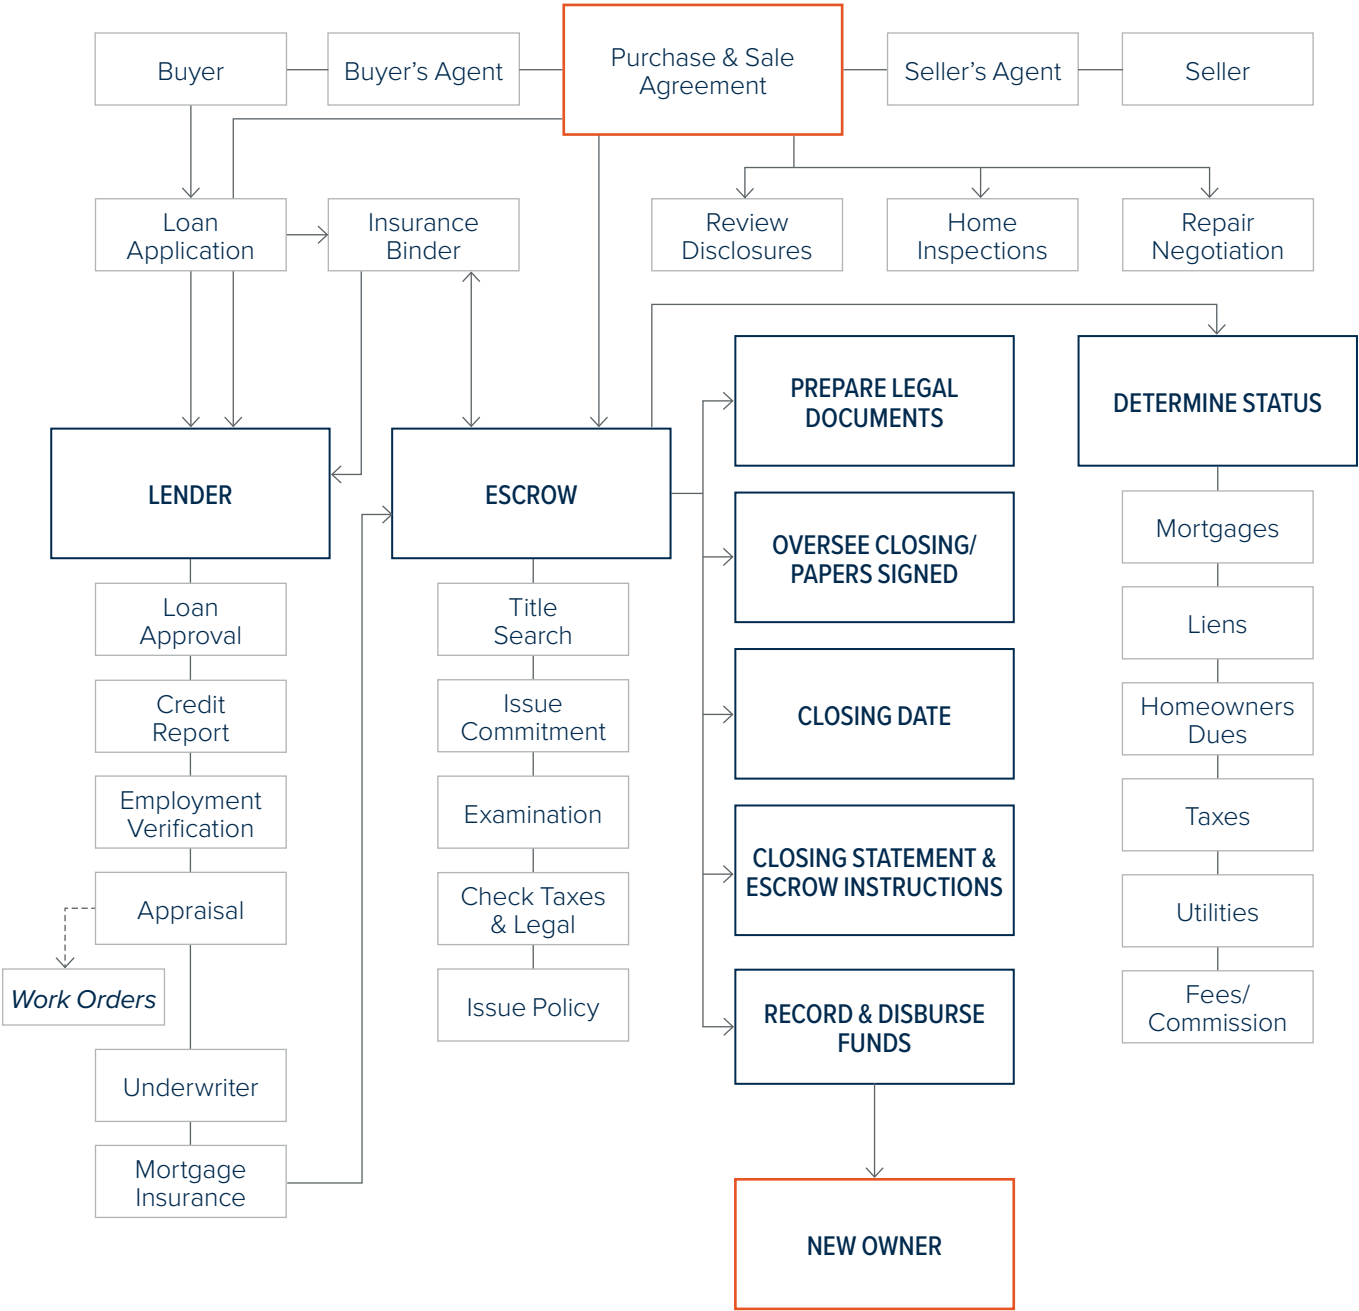 Buyer
Buyer’s Agent
Purchase & Sale
Agreement
Seller’s Agent
Seller
Loan
Application
Insurance
Binder
Review
Disclosures
Home
Inspections
Repair
Negotiation
LENDER
ESCROW
PREPARE LEGAL
DOCUMENTS
DETERMINE STATUS
OVERSEE CLOSING/
PAPERS SIGNED
CLOSING DATE
CLOSING STATEMENT &
ESCROW INSTRUCTIONS
RECORD & DISBURSE
FUNDS
NEW OWNER
Loan
Approval
Credit
Report
Employment
Verification
Appraisal
Work Orders
Underwriter
Mortgage
Insurance
Title
Search
Issue
Commitment
Examination
Check Taxes
& Legal
Issue Policy
Mortgages
Liens
Homeowners
Dues
Taxes
Utilities
Fees/
Commission